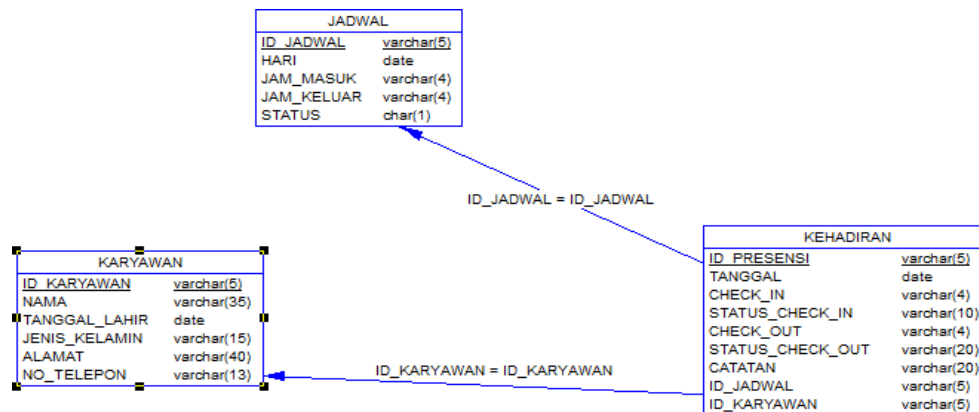 JADWAL
ID_JADWAL varchar(5)
HARI date
JAM_MASUK varchar(4)
JAM_KELUAR varchar(4)
STATUS char(1)
ID_JADWAL = ID_JADWAL
KARYAWAN
ID_KARYAWAN varchar(5)
NAMA varchar(35)
TANGGAL_LAHIR date
JENIS_KELAMIN varchar(15)
ALAMAT varchar(40)
NO_TELEPON varchar(13)
ID_KARYAWAN = ID_KARYAWAN
KEHADIRAN
ID_PRESENSI varchar(5)
TANGGAL date
CHECK_IN varchar(4)
STATUS_CHECK_IN varchar(10)
CHECK_OUT varchar(4)
STATUS_CHECK_OUT varchar(20)
CATATAN varchar(20)
ID_JADWAL varchar(5)
ID_KARYAWAN varchar(5)